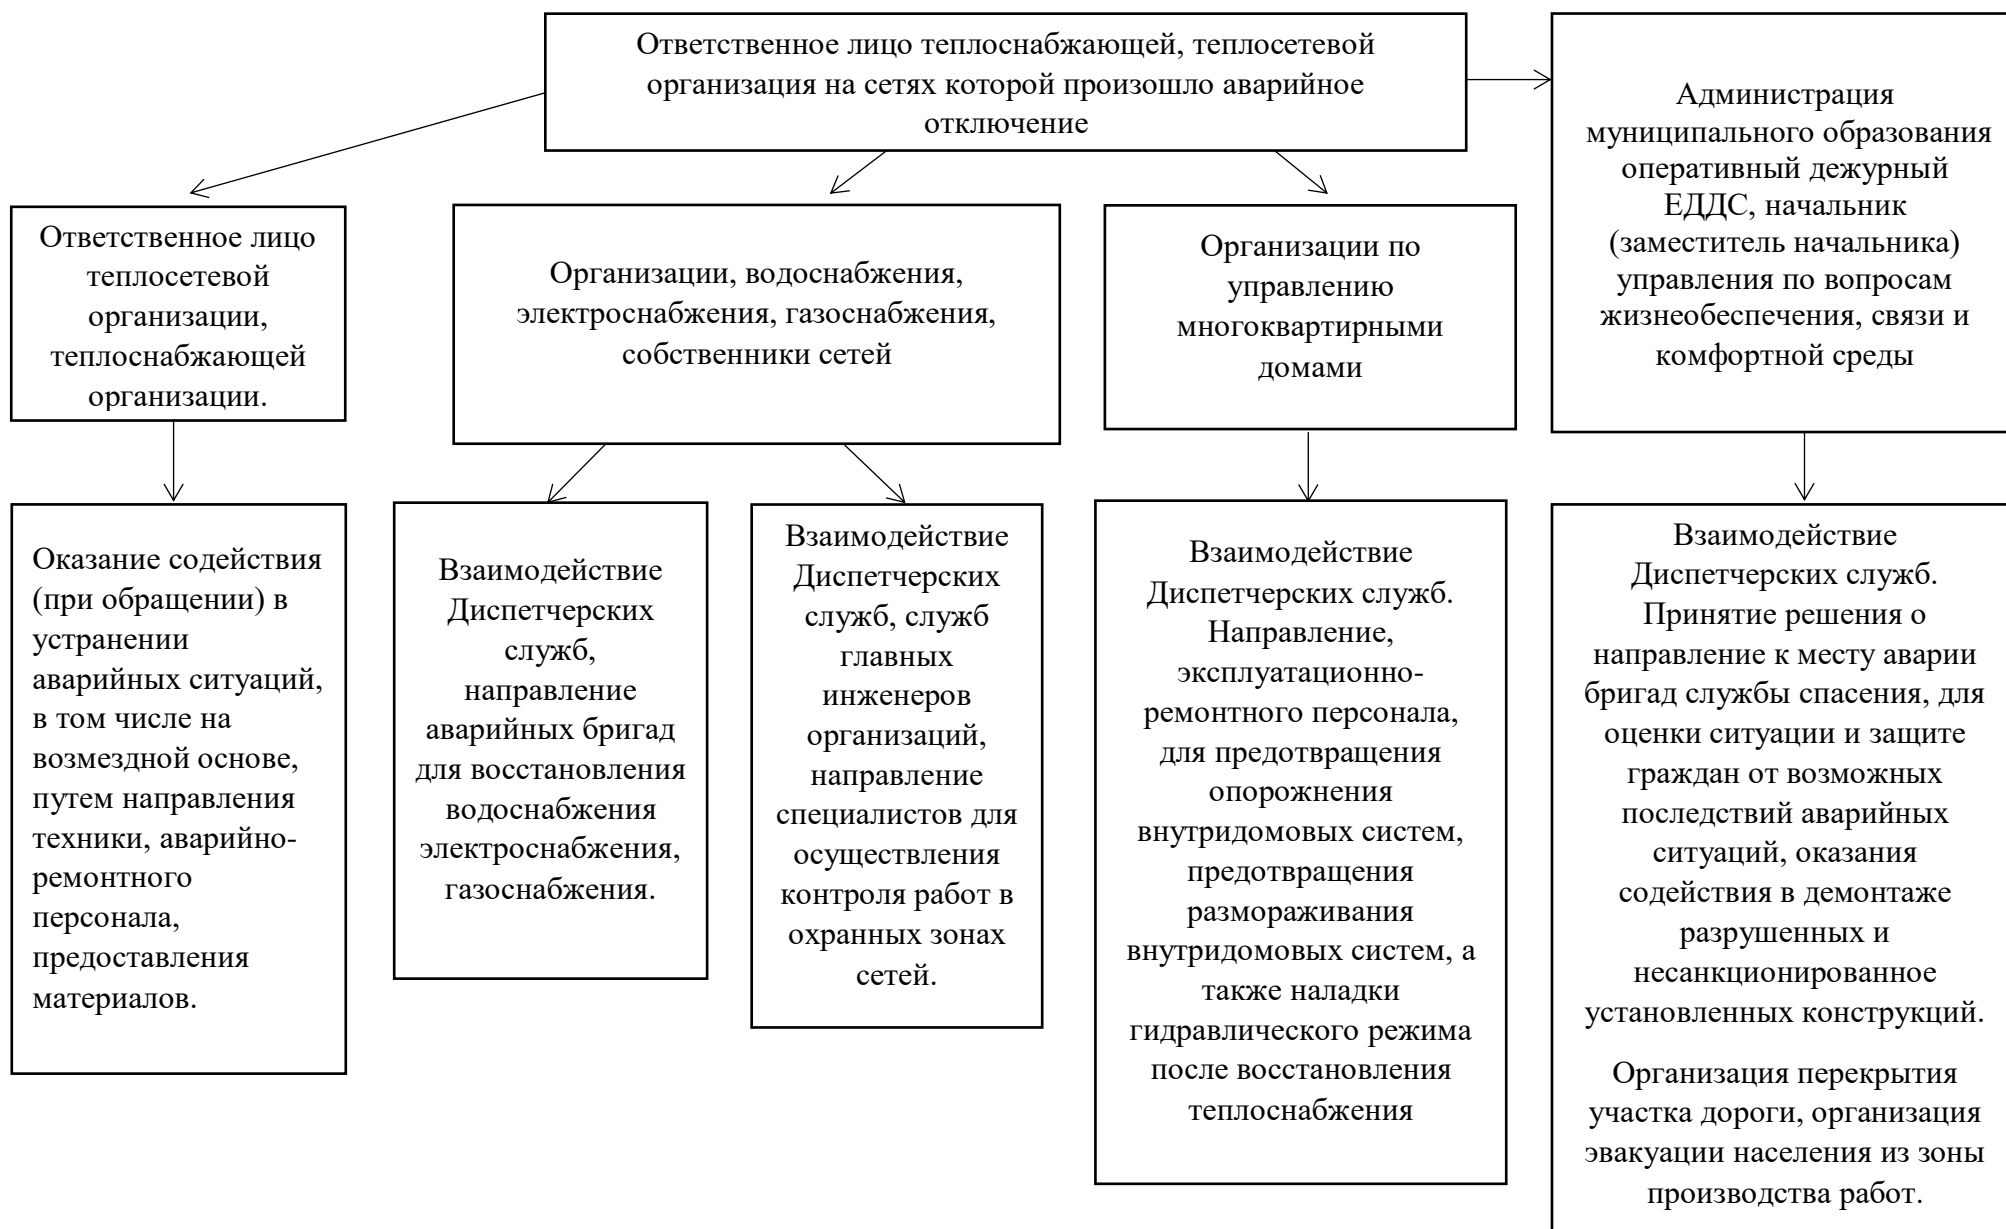 Ответственное лицо теплоснабжающей, теплосетевой
организация на сетях которой произошло аварийное
отключение
Администрация
муниципального образования
оперативный дежурный
ЕДДС, начальник
(заместитель начальника)
управления по вопросам
жизнеобеспечения, связи и
комфортной среды
Ответственное лицо
теплосетевой
организации,
теплоснабжающей
организации.
Организации, водоснабжения,
электроснабжения, газоснабжения,
собственники сетей
Организации по
управлению
многоквартирными
домами
Оказание содействия
(при обращении) в
устранении
аварийных ситуаций,
в том числе на
возмездной основе,
путем направления
техники, аварийно-
ремонтного
персонала,
предоставления
материалов.
Взаимодействие
Диспетчерских
служб,
направление
аварийных бригад
для восстановления
водоснабжения
электроснабжения,
газоснабжения.
Взаимодействие
Диспетчерских
служб, служб
главных
инженеров
организаций,
направление
специалистов для
осуществления
контроля работ в
охранных зонах
сетей.
Взаимодействие
Диспетчерских служб.
Направление,
эксплуатационно-
ремонтного персонала,
для предотвращения
опорожнения
внутридомовых систем,
предотвращения
размораживания
внутридомовых систем, а
также наладки
гидравлического режима
после восстановления
теплоснабжения
Взаимодействие
Диспетчерских служб.
Принятие решения о
направление к месту аварии
бригад службы спасения, для
оценки ситуации и защите
граждан от возможных
последствий аварийных
ситуаций, оказания
содействия в демонтаже
разрушенных и
несанкционированное
установленных конструкций.
Организация перекрытия
участка дороги, организация
эвакуации населения из зоны
производства работ.